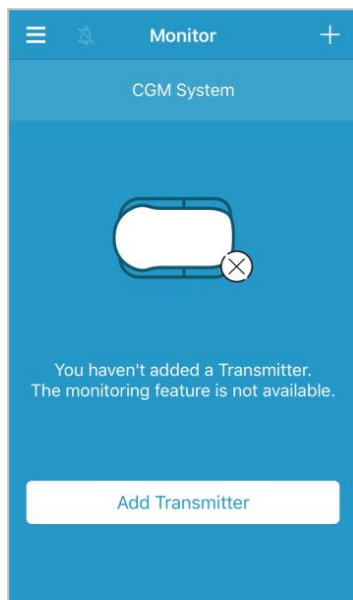 Monitor
CGM System
You haven't added a Transmitter.
The monitoring feature is not available.
Add Transmitter